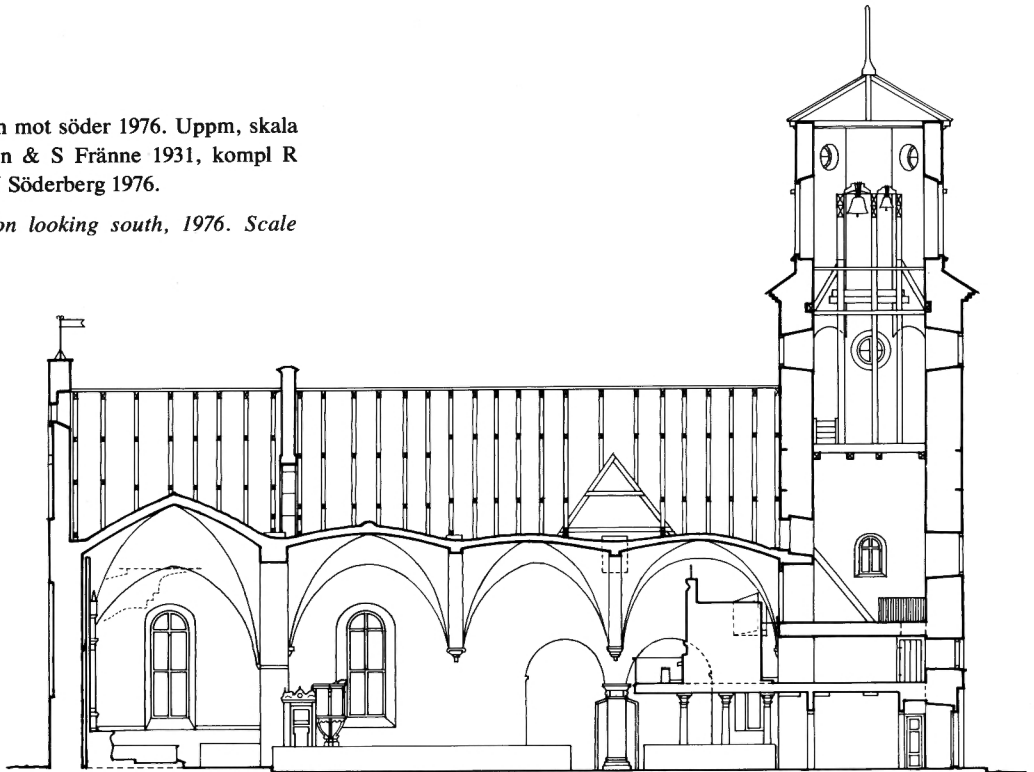 n mot söder 1976. Uppm, skala
n & S Fränne 1931, kompl R
Söderberg 1976.
on looking south, 1976. Scale